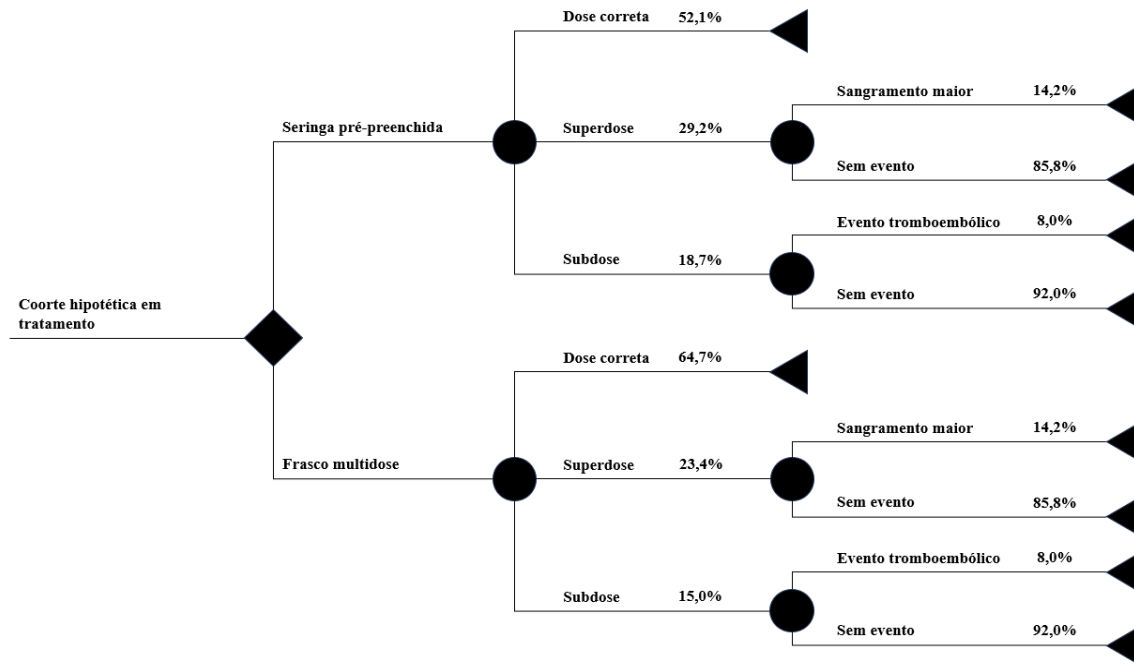 Dose correta 52,1%
Sangramento maior 14,2%
Seringa pré-preenchida
Superdose 29,2%
Sem evento 85,8%
Evento tromboembólico 8,0%
Subdose 18,7%
Sem evento 92,0%
Coorte hipotética em
tratamento
Dose correta 64,7%
Sangramento maior 14,2%
Frasco multidose
Superdose 23,4%
Sem evento 85,8%
Evento tromboembólico 8,0%
Subdose 15,0%
Sem evento 92,0%